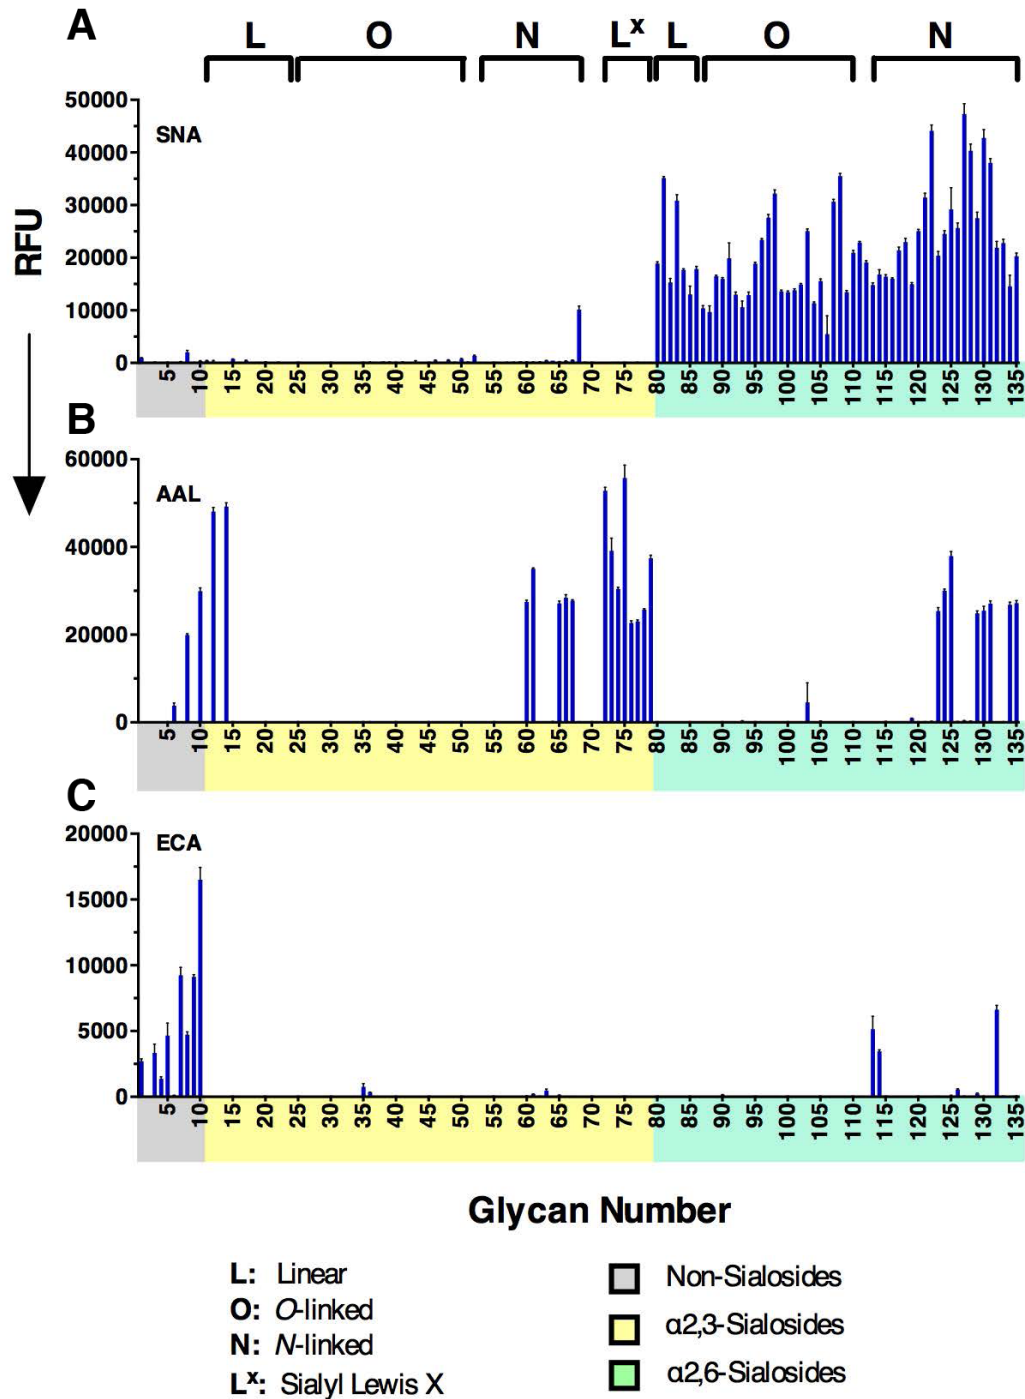 A
L O N Lˣ L O N
50000
40000
30000
20000
10000
0
SNA
RFU
5 10 15 20 25 30 35 40 45 50 55 60 65 70 75 80 85 90 95 100 105 110 115 120 125 130 135
B
60000
40000
20000
0
AAL
5 10 15 20 25 30 35 40 45 50 55 60 65 70 75 80 85 90 95 100 105 110 115 120 125 130 135
C
20000
15000
10000
5000
0
ECA
5 10 15 20 25 30 35 40 45 50 55 60 65 70 75 80 85 90 95 100 105 110 115 120 125 130 135
Glycan Number
L: Linear
O: O-linked
N: N-linked
Lˣ: Sialyl Lewis X
Non-Sialosides
α2,3-Sialosides
α2,6-Sialosides